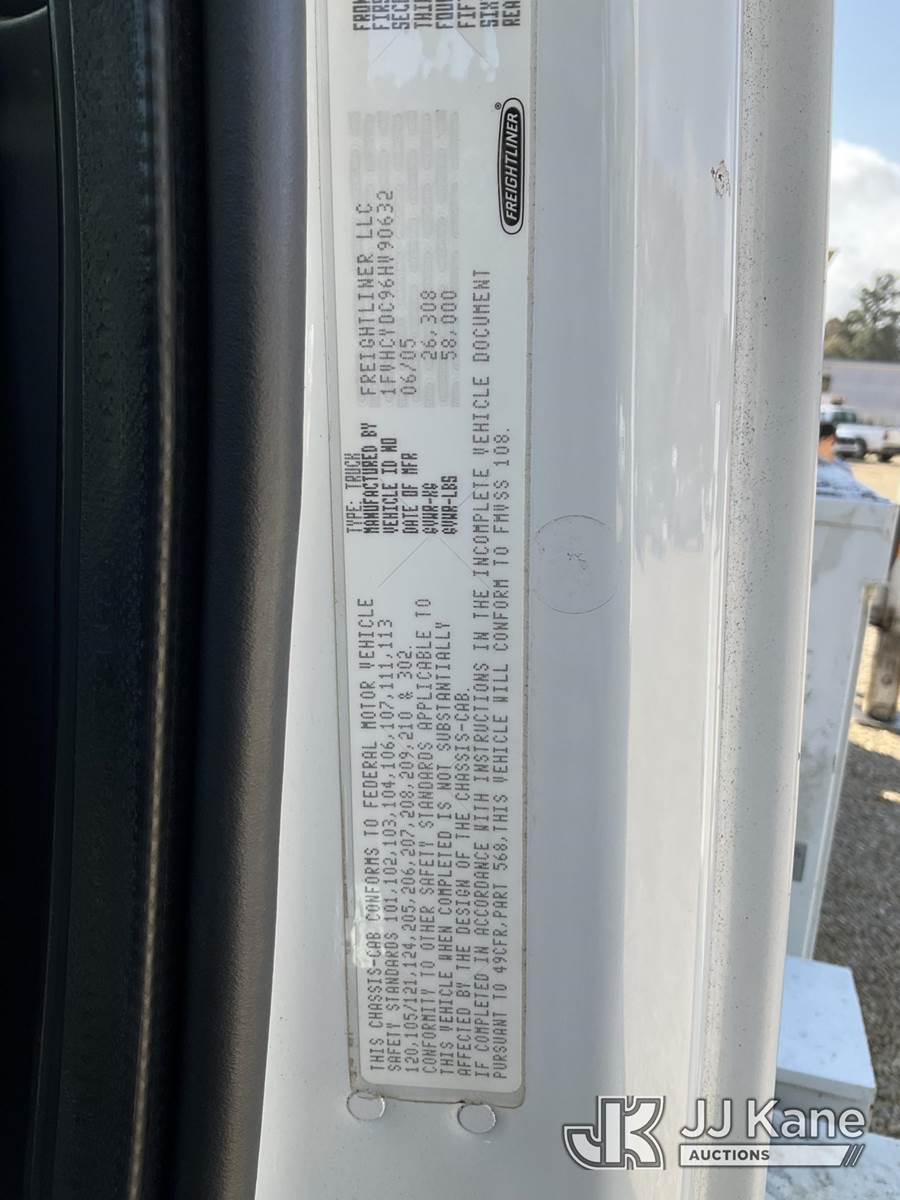 THIS CHASSIS-CAB CONFORMS TO FEDERAL MOTOR VEHICLE
SAFETY STANDARDS 101,102,103,104,106,107,111,113
120,105/121,124,205,206,207,208,209,210 & 302.
CONFORMITY TO OTHER SAFETY STANDARDS APPLICABLE TO
THIS VEHICLE WHEN COMPLETED IS NOT SUBSTANTIALLY
AFFECTED BY THE DESIGN OF THE CHASSIS-CAB.
IF COMPLETED IN ACCORDANCE WITH INSTRUCTIONS IN THE INCOMPLETE VEHICLE DOCUMENT
PURSUANT TO 49CFR,PART 568,THIS VEHICLE WILL CONFORM TO FMVSS 108.
TYPE: TRUCK
MANUFACTURED BY FREIGHTLINER LLC
VEHICLE ID NO 1FVHCYDC96HV90632
DATE OF MFR 06/05
GVWR-KG 26,308
GVWR-LBS 58,000
FREIGHTLINER®
JK JJ Kane
AUCTIONS